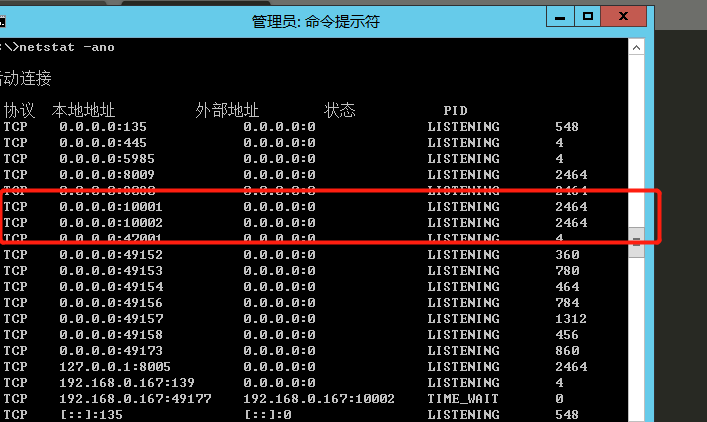 管理员: 命令提示符
:\>netstat -ano
活动连接
协议 本地地址 外部地址 状态 PID
TCP 0.0.0.0:135 0.0.0.0:0 LISTENING 548
TCP 0.0.0.0:445 0.0.0.0:0 LISTENING 4
TCP 0.0.0.0:5985 0.0.0.0:0 LISTENING 4
TCP 0.0.0.0:8009 0.0.0.0:0 LISTENING 2464
TCP 0.0.0.0:0 LISTENING 2464
TCP 0.0.0.0:10001 0.0.0.0:0 LISTENING 2464
TCP 0.0.0.0:10002 0.0.0.0:0 LISTENING 2464
TCP 0.0.0.0:47001 0.0.0.0:0 LISTENING 4
TCP 0.0.0.0:49152 0.0.0.0:0 LISTENING 360
TCP 0.0.0.0:49153 0.0.0.0:0 LISTENING 780
TCP 0.0.0.0:49154 0.0.0.0:0 LISTENING 464
TCP 0.0.0.0:49156 0.0.0.0:0 LISTENING 784
TCP 0.0.0.0:49157 0.0.0.0:0 LISTENING 1312
TCP 0.0.0.0:49158 0.0.0.0:0 LISTENING 456
TCP 0.0.0.0:49173 0.0.0.0:0 LISTENING 860
TCP 127.0.0.1:8005 0.0.0.0:0 LISTENING 2464
TCP 192.168.0.167:139 0.0.0.0:0 LISTENING 4
TCP 192.168.0.167:49177 192.168.0.167:10002 TIME_WAIT 0
TCP [::]:135 [::]:0 LISTENING 548